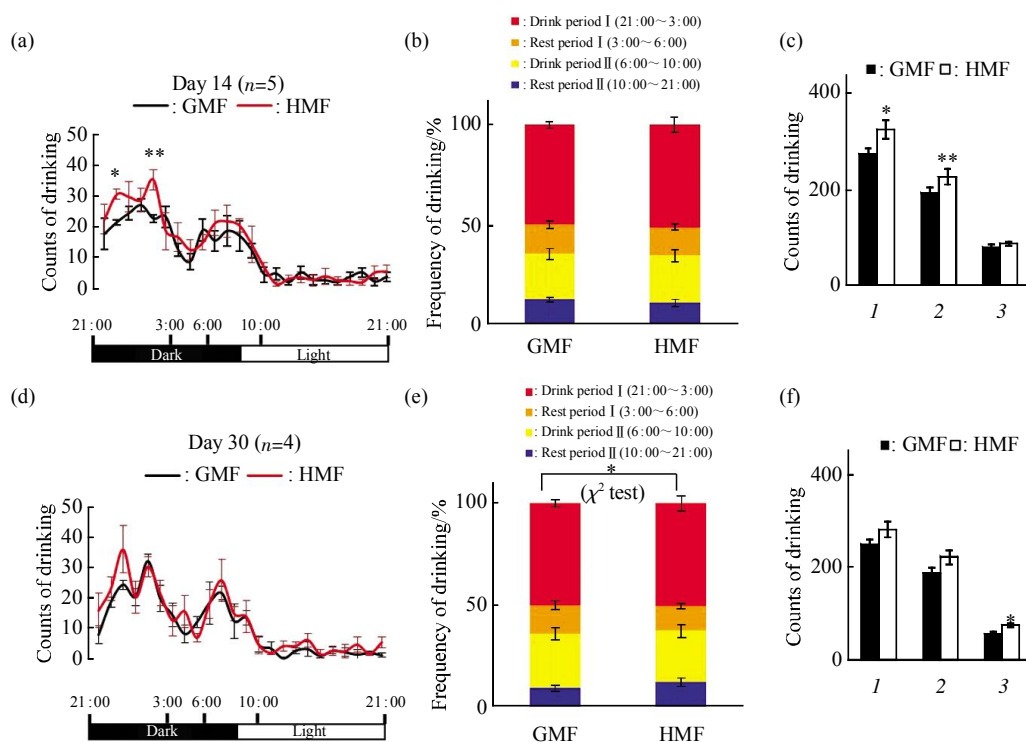 (a)
Day 14 (n=5)
—: GMF —: HMF
Counts of drinking
50
40
30
20
10
0
21:00 3:00 6:00 10:00 21:00
Dark Light
(b)
■: Drink period Ⅰ (21:00～3:00)
■: Rest period Ⅰ (3:00～6:00)
■: Drink period Ⅱ (6:00～10:00)
■: Rest period Ⅱ (10:00～21:00)
Frequency of drinking/%
100
50
0
GMF HMF
(c)
■: GMF □: HMF
Counts of drinking
400
200
0
* **
1 2 3
(d)
Day 30 (n=4)
—: GMF —: HMF
Counts of drinking
50
40
30
20
10
0
21:00 3:00 6:00 10:00 21:00
Dark Light
(e)
■: Drink period Ⅰ (21:00～3:00)
■: Rest period Ⅰ (3:00～6:00)
■: Drink period Ⅱ (6:00～10:00)
■: Rest period Ⅱ (10:00～21:00)
*
(χ² test)
Frequency of drinking/%
100
50
0
GMF HMF
(f)
■: GMF □: HMF
Counts of drinking
400
200
0
*
1 2 3